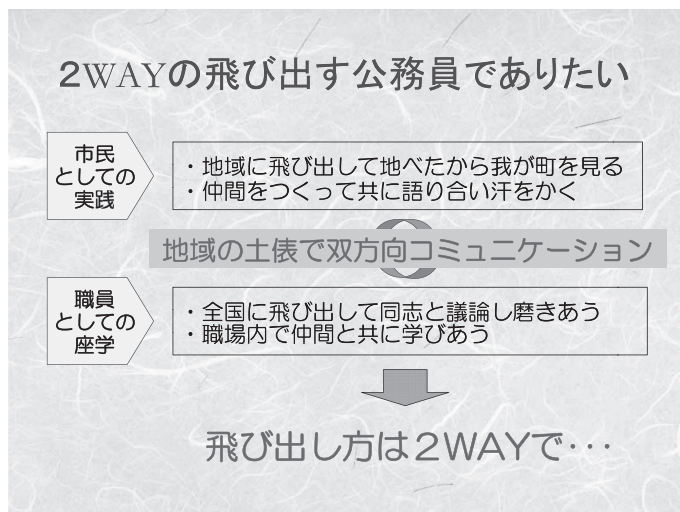 2WAYの飛び出す公務員でありたい
市民
としての
実践
・地域に飛び出して地べたから我が町を見る
・仲間をつくって共に語り合い汗をかく
地域の土俵で双方向コミュニケーション
職員
としての
座学
・全国に飛び出して同志と議論し磨きあう
・職場内で仲間と共に学びあう
飛び出し方は2WAYで･･･